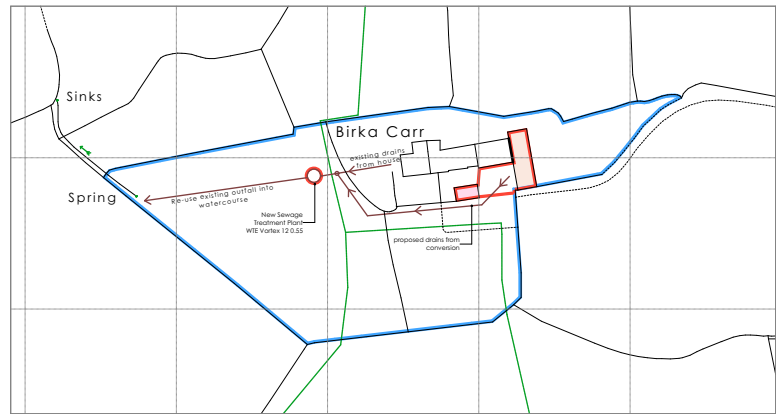 Sinks
Birka Carr
existing drains
from house
Spring
Re-use existing outfall into
watercourse
New Sewage
Treatment Plant
WTE Vortex 12 0.55
proposed drains from
conversion